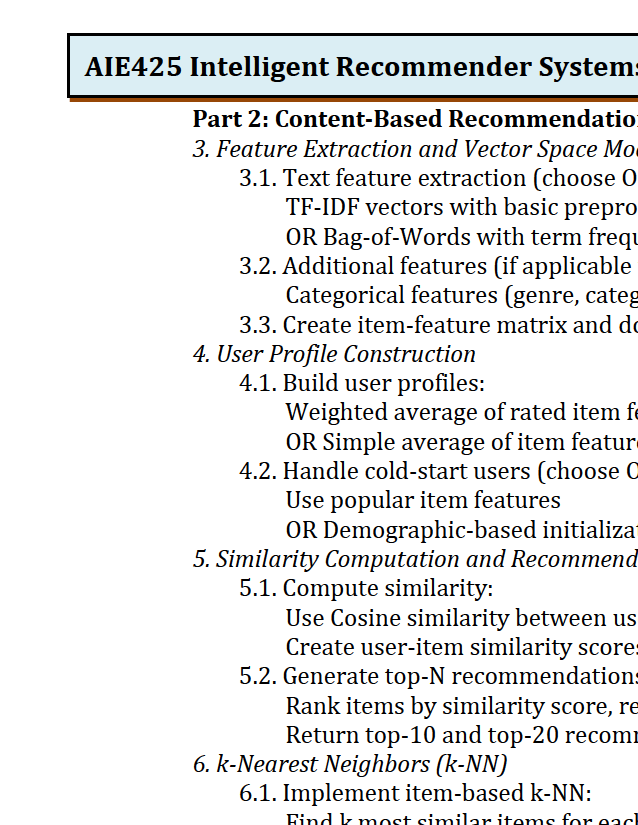 AIE425 Intelligent Recommender Systems
Part 2: Content-Based Recommendatio
3. Feature Extraction and Vector Space Mo
3.1. Text feature extraction (choose O
TF-IDF vectors with basic prepro
OR Bag-of-Words with term frequ
3.2. Additional features (if applicable
Categorical features (genre, categ
3.3. Create item-feature matrix and do
4. User Profile Construction
4.1. Build user profiles:
Weighted average of rated item fe
OR Simple average of item feature
4.2. Handle cold-start users (choose O
Use popular item features
OR Demographic-based initializat
5. Similarity Computation and Recommend
5.1. Compute similarity:
Use Cosine similarity between us
Create user-item similarity scores
5.2. Generate top-N recommendations
Rank items by similarity score, re
Return top-10 and top-20 recomm
6. k-Nearest Neighbors (k-NN)
6.1. Implement item-based k-NN:
Find k most similar items for each